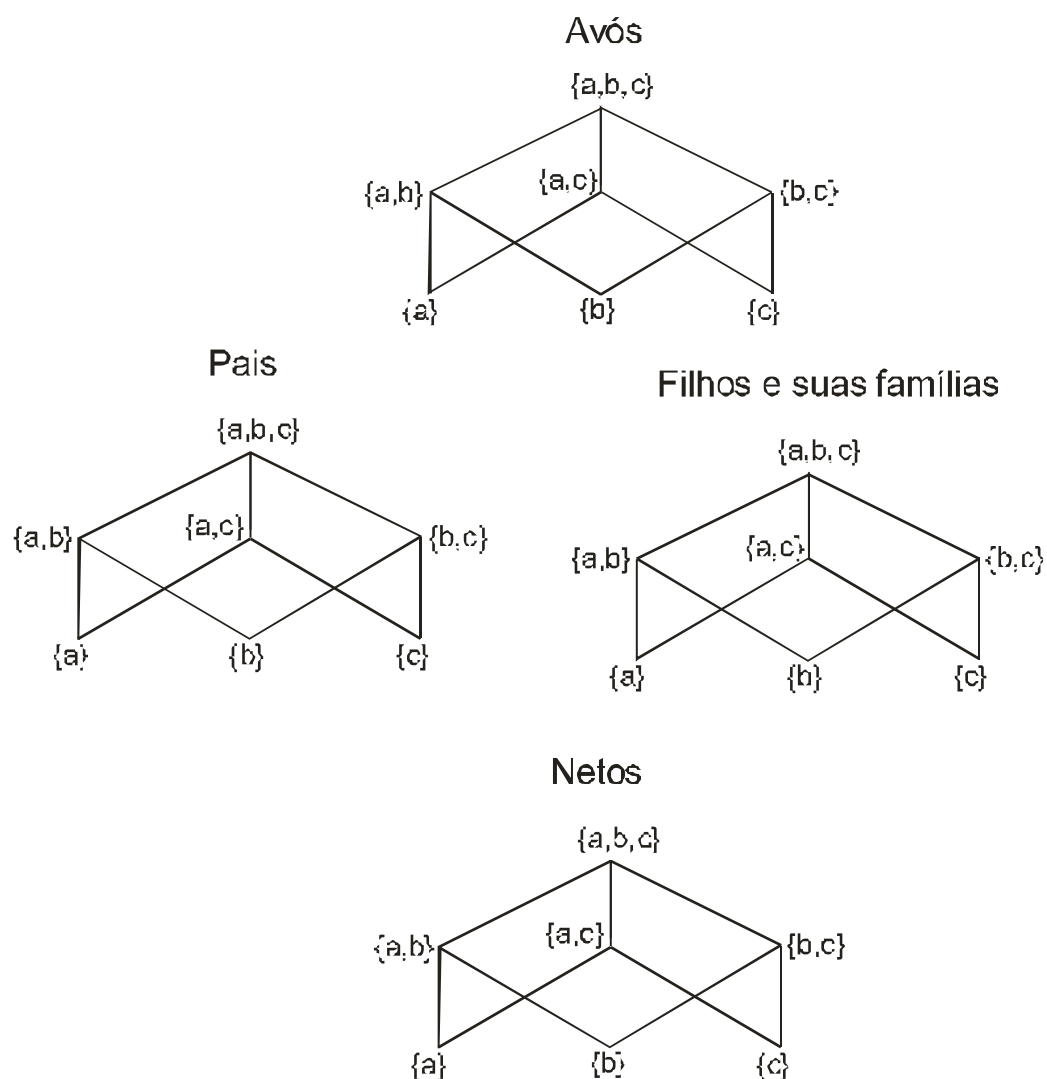 Avós
{a,b,c}
{a,b} {a,c} {b,c}
{a} {b} {c}
Pais
{a,b,c}
{a,b} {a,c} {b,c}
{a} {b} {c}
Filhos e suas famílias
{a,b,c}
{a,b} {a,c} {b,c}
{a} {b} {c}
Netos
{a,b,c}
{a,b} {a,c} {b,c}
{a} {b} {c}